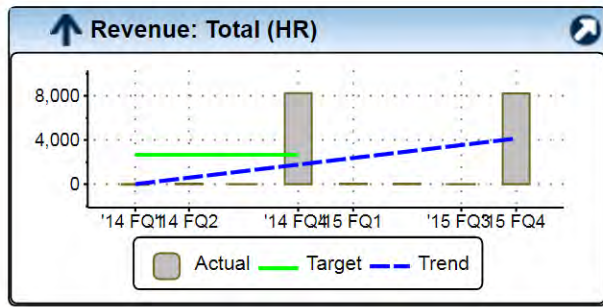 Revenue: Total (HR)
8,000
4,000
0
'14 FQ1 '14 FQ2 '14 FQ4 '15 FQ1 '15 FQ3 '15 FQ4
Actual Target Trend